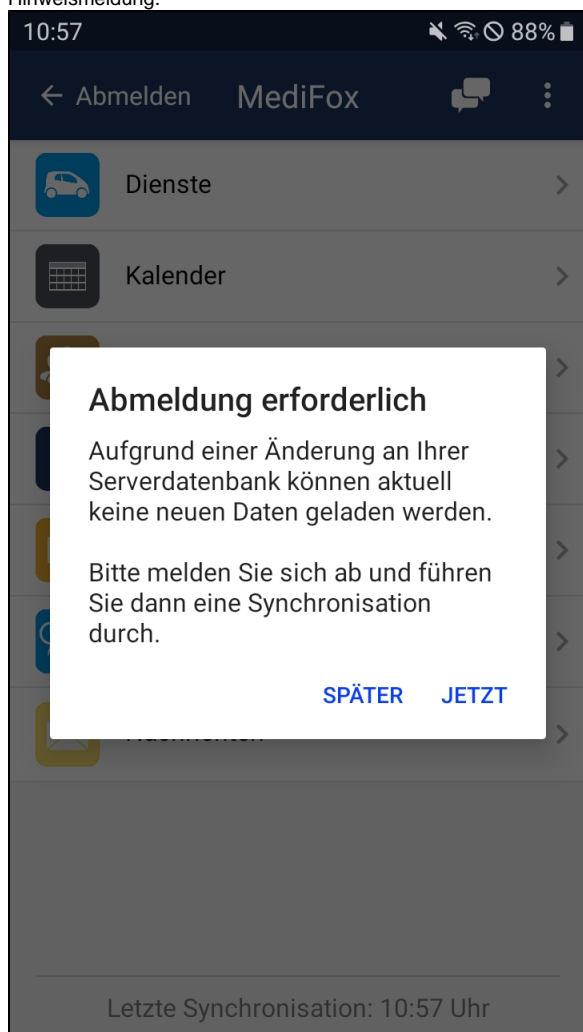 Hinweismeldung:
10:57 88%
Abmelden MediFox
Dienste
Kalender
Abmeldung erforderlich
Aufgrund einer Änderung an Ihrer
Serverdatenbank können aktuell
keine neuen Daten geladen werden.
Bitte melden Sie sich ab und führen
Sie dann eine Synchronisation
durch.
SPÄTER JETZT
Letzte Synchronisation: 10:57 Uhr